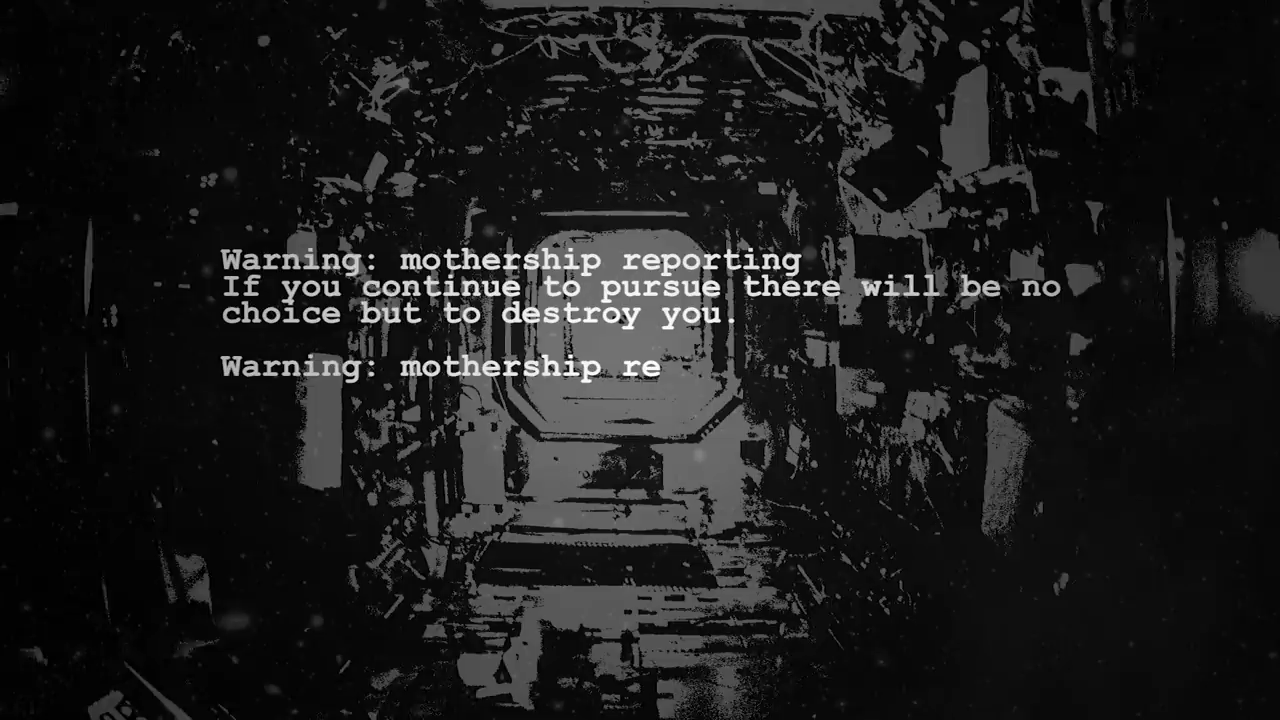 Warning: mothership reporting
If you continue to pursue there will be no
choice but to destroy you.
Warning: mothership re